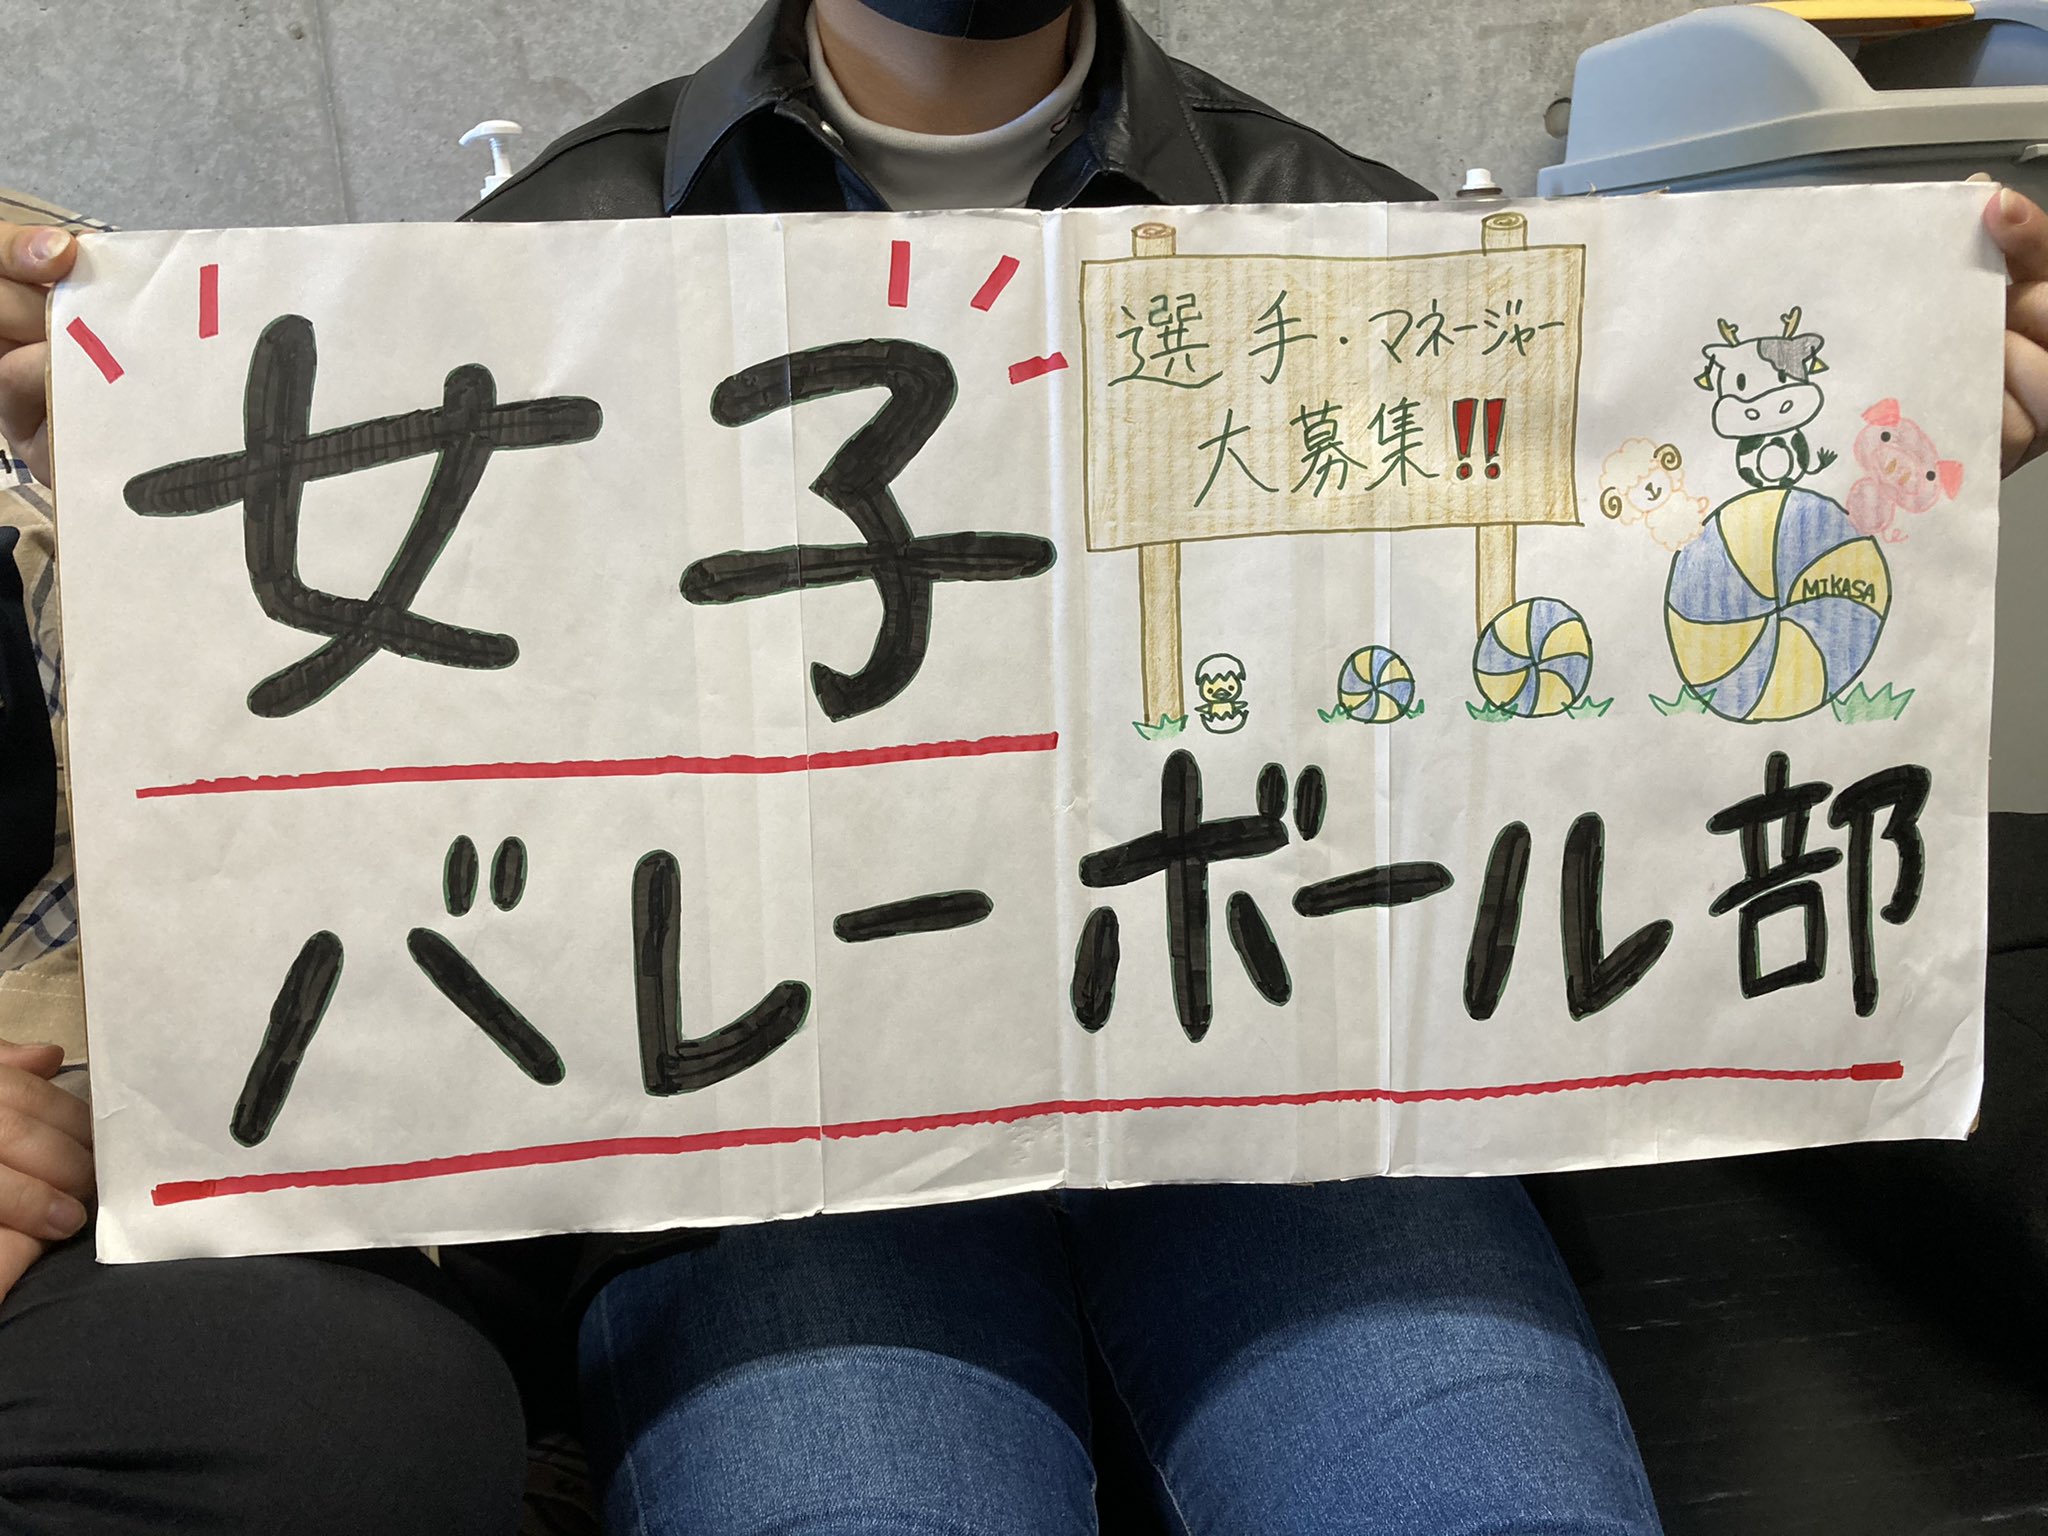 女子
選手・マネージャー
大募集!!
MIKASA
バレーボール部